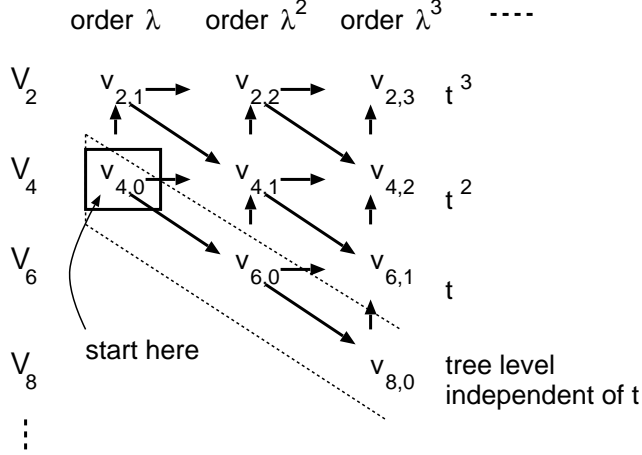 order λ order λ² order λ³ ----
V₂ v₂,₁ v₂,₂ v₂,₃ t³
V₄ v₄,₀ v₄,₁ v₄,₂ t²
V₆ v₆,₀ v₆,₁ t
start here
V₈ v₈,₀ tree level
independent of t